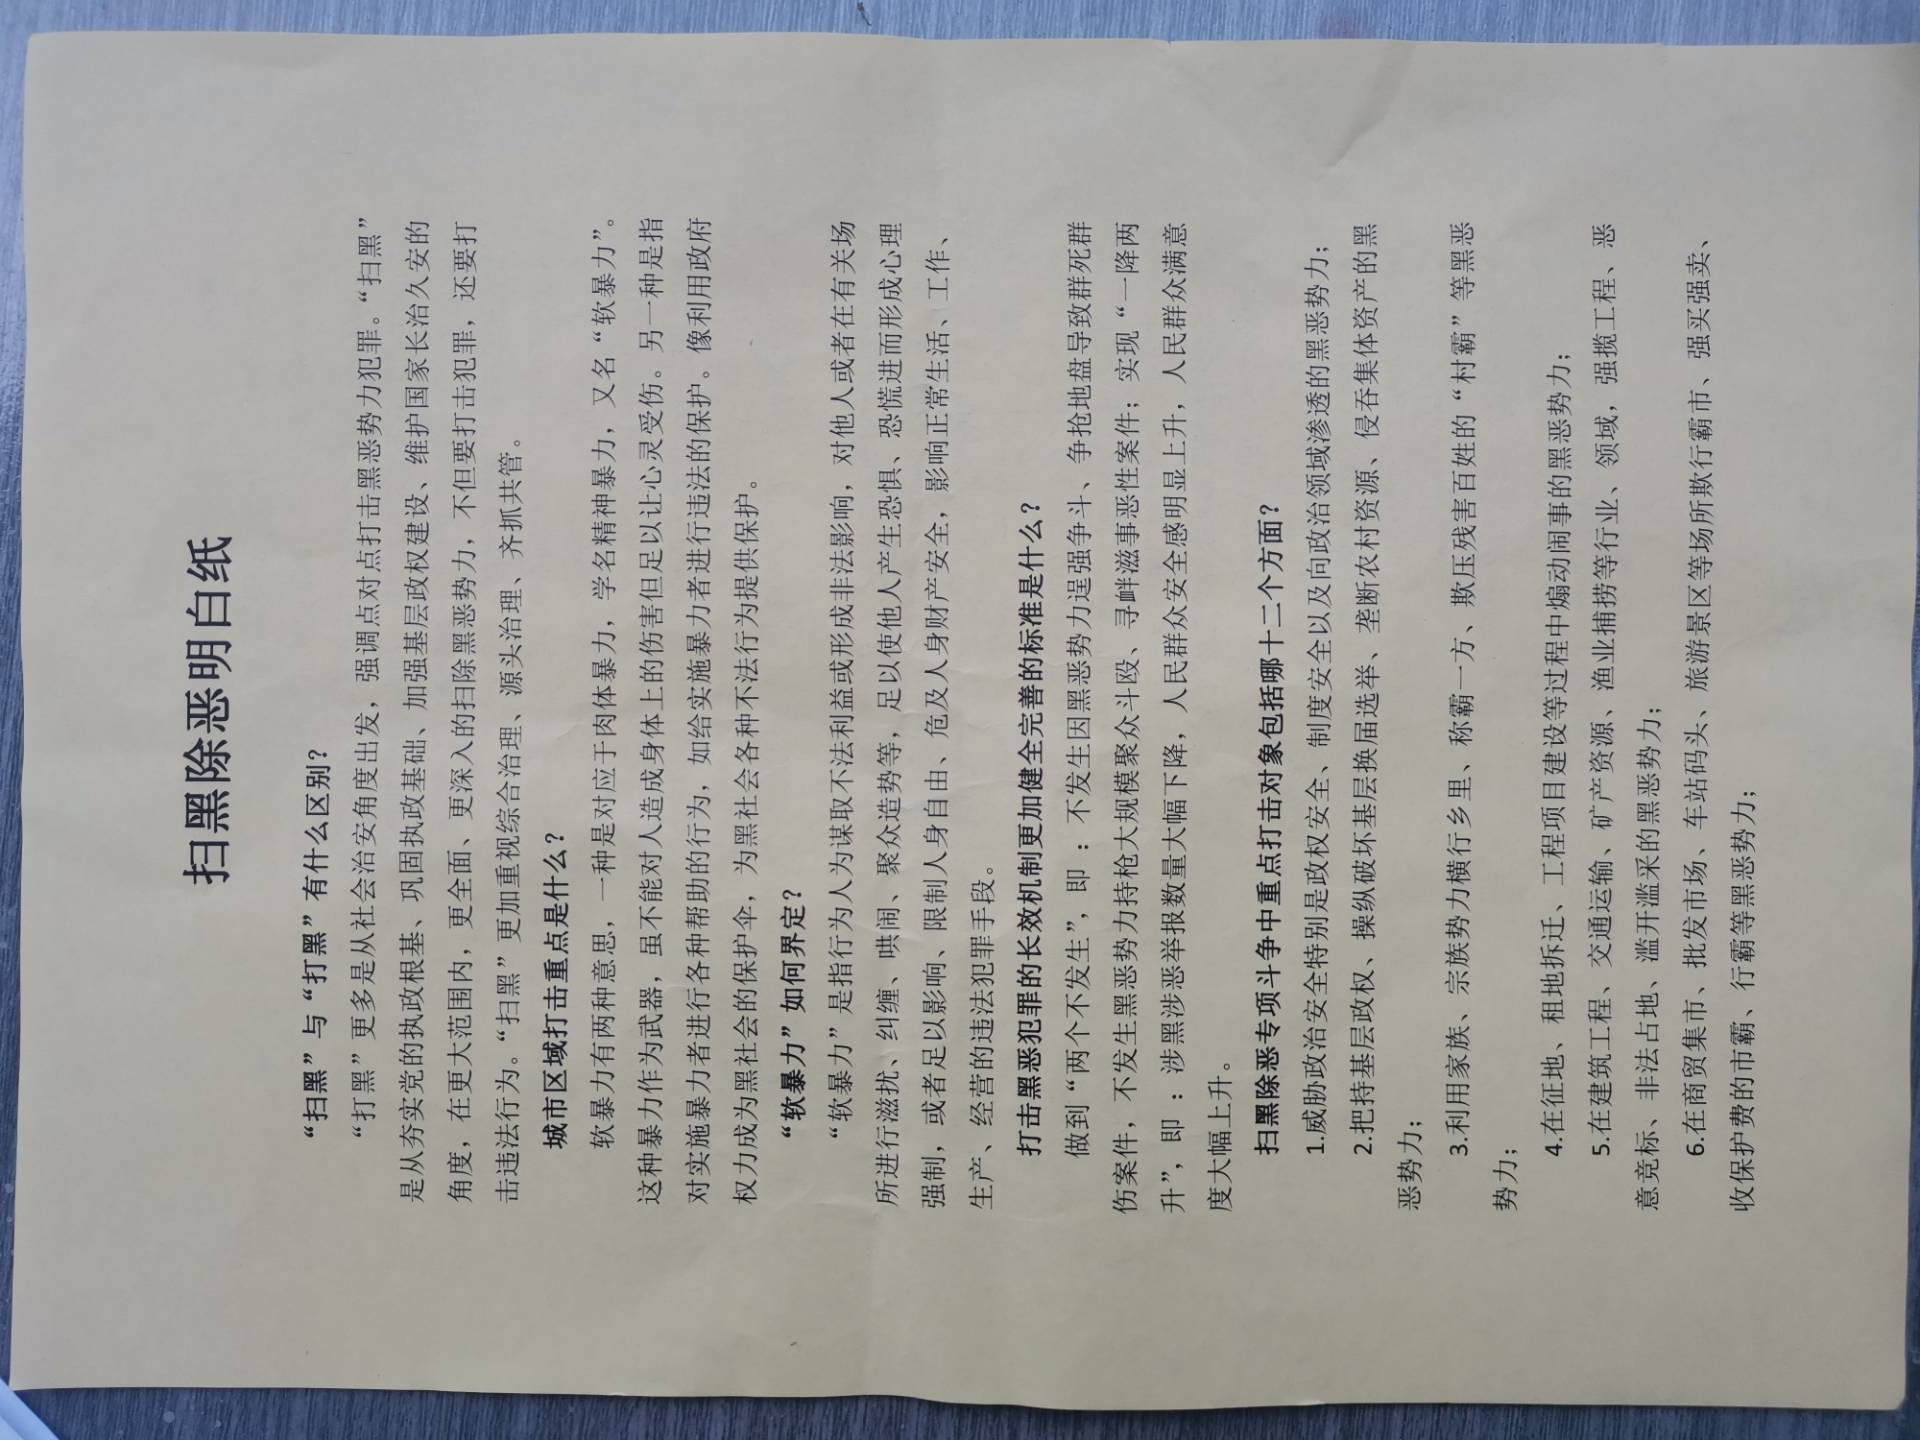 扫黑除恶明白纸
“扫黑”与“打黑”有什么区别？
“打黑”更多是从社会治安角度出发，强调点对点打击黑恶势力犯罪。“扫黑”
是从夯实党的执政根基、巩固执政基础、加强基层政权建设、维护国家长治久安的
角度，在更大范围内，更全面、更深入的扫除黑恶势力，不但要打击犯罪，还要打
击违法行为。“扫黑”更加重视综合治理、源头治理、齐抓共管。
城市区域打击重点是什么？
软暴力有两种意思，一种是对应于肉体暴力，学名精神暴力，又名“软暴力”。
这种暴力作为武器，虽不能对人造成身体上的伤害但足以让心灵受伤。另一种是指
对实施暴力者进行各种帮助的行为，如给实施暴力者进行违法的保护。像利用政府
权力成为黑社会的保护伞，为黑社会各种不法行为提供保护。
“软暴力”如何界定？
“软暴力”是指行为人为谋取不法利益或形成非法影响，对他人或者在有关场
所进行滋扰、纠缠、哄闹、聚众造势等，足以使他人产生恐惧、恐慌进而形成心理
强制，或者足以影响、限制人身自由、危及人身财产安全，影响正常生活、工作、
生产、经营的违法犯罪手段。
打击黑恶犯罪的长效机制更加健全完善的标准是什么？
做到“两个不发生”，即：不发生因黑恶势力逞强争斗、争抢地盘导致群死群
伤案件，不发生黑恶势力持枪大规模聚众斗殴、寻衅滋事恶性案件；实现“一降两
升”，即：涉黑涉恶举报数量大幅下降，人民群众安全感明显上升，人民群众满意
度大幅上升。
扫黑除恶专项斗争中重点打击对象包括哪十二个方面？
1.威胁政治安全特别是政权安全、制度安全以及向政治领域渗透的黑恶势力；
2.把持基层政权、操纵破坏基层换届选举、垄断农村资源、侵吞集体资产的黑
恶势力；
3.利用家族、宗族势力横行乡里、称霸一方、欺压残害百姓的“村霸”等黑恶
势力；
4.在征地、租地拆迁、工程项目建设等过程中煽动闹事的黑恶势力；
5.在建筑工程、交通运输、矿产资源、渔业捕捞等行业、领域，强揽工程、恶
意竞标、非法占地、滥开滥采的黑恶势力；
6.在商贸集市、批发市场、车站码头、旅游景区等场所欺行霸市、强买强卖、
收保护费的市霸、行霸等黑恶势力；